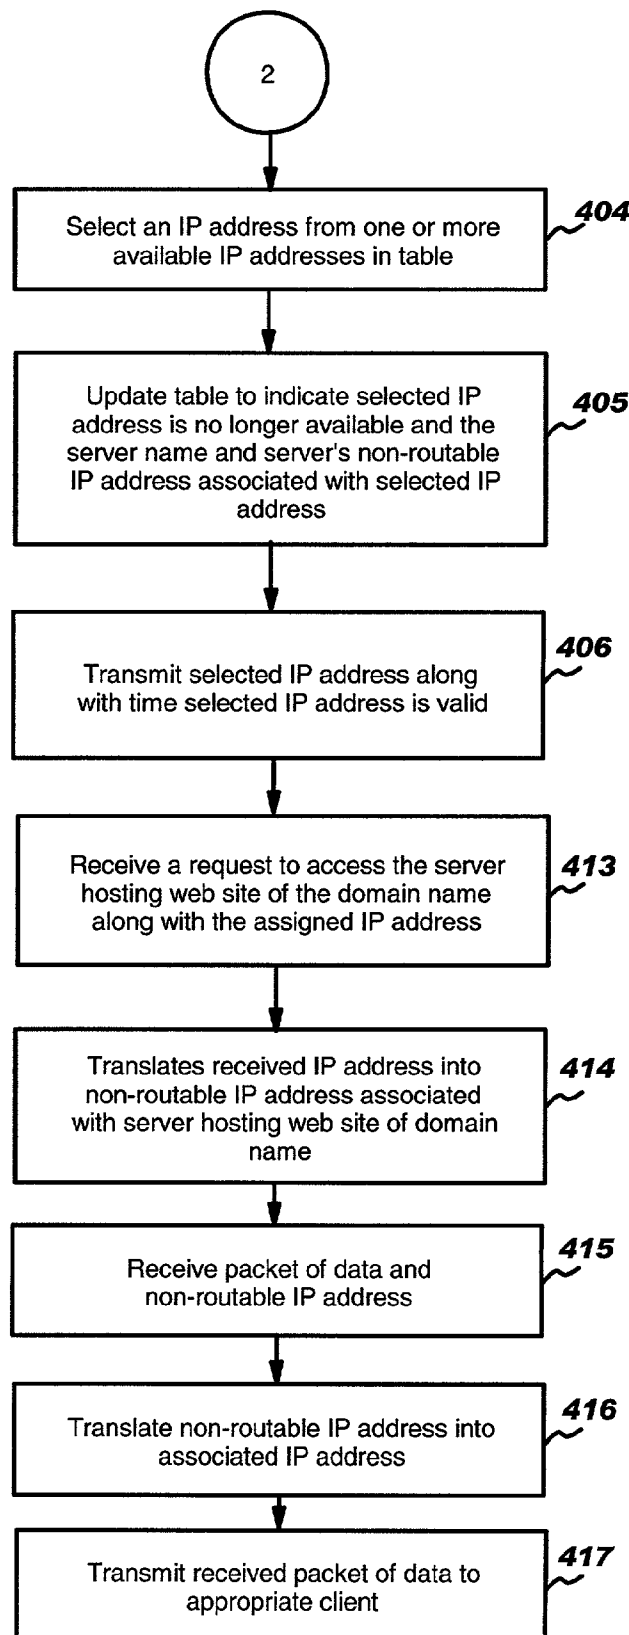 2
Select an IP address from one or more
available IP addresses in table
404
Update table to indicate selected IP
address is no longer available and the
server name and server's non-routable
IP address associated with selected IP
address
405
Transmit selected IP address along
with time selected IP address is valid
406
Receive a request to access the server
hosting web site of the domain name
along with the assigned IP address
413
Translates received IP address into
non-routable IP address associated
with server hosting web site of domain
name
414
Receive packet of data and
non-routable IP address
415
Translate non-routable IP address into
associated IP address
416
Transmit received packet of data to
appropriate client
417